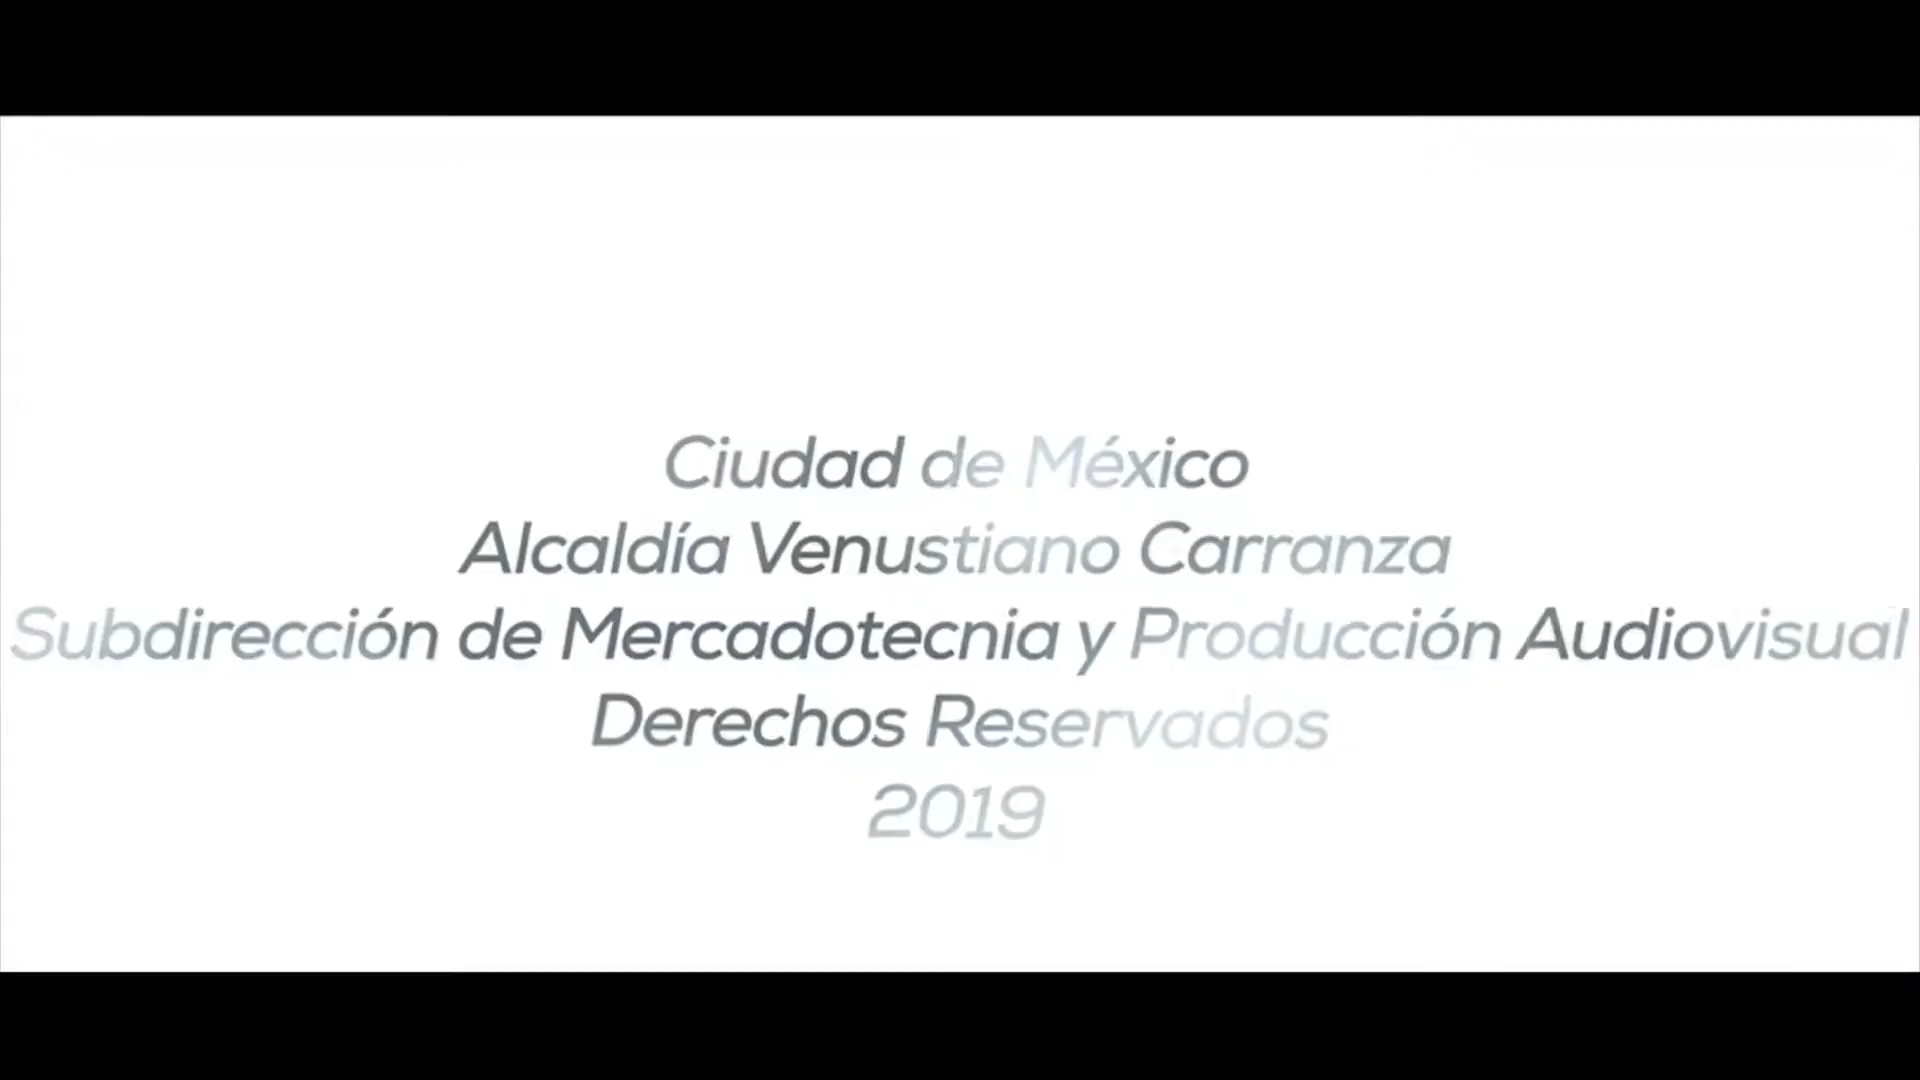 Ciudad de México
Alcaldía Venustiano Carranza
Subdirección de Mercadotecnia y Producción Audiovisual
Derechos Reservados
2019